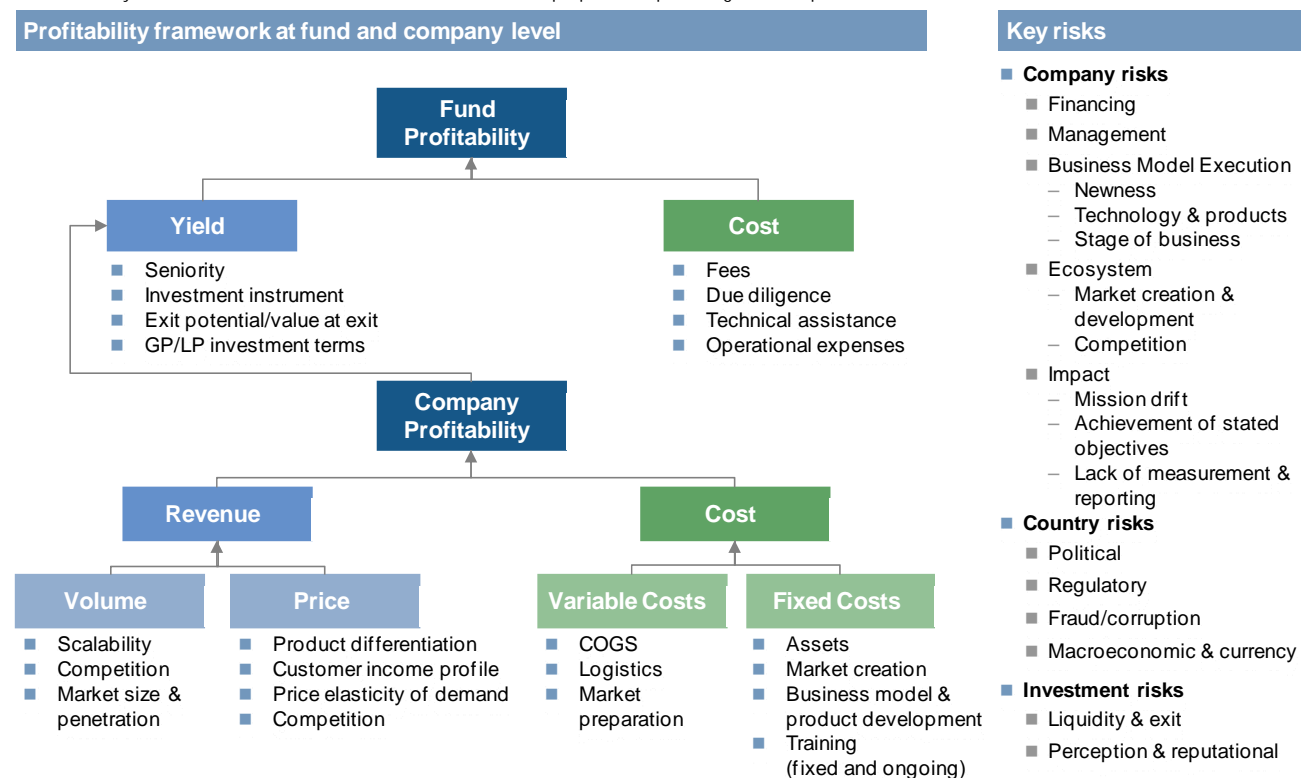 Profitability framework at fund and company level
Fund
Profitability
Yield
Seniority
Investment instrument
Exit potential/value at exit
GP/LP investment terms
Cost
Fees
Due diligence
Technical assistance
Operational expenses
Company
Profitability
Revenue
Cost
Volume
Scalability
Competition
Market size &
penetration
Price
Product differentiation
Customer income profile
Price elasticity of demand
Competition
Variable Costs
COGS
Logistics
Market
preparation
Fixed Costs
Assets
Market creation
Business model &
product development
Training
(fixed and ongoing)
Key risks
Company risks
Financing
Management
Business Model Execution
– Newness
– Technology & products
– Stage of business
Ecosystem
– Market creation &
development
– Competition
Impact
– Mission drift
– Achievement of stated
objectives
– Lack of measurement &
reporting
Country risks
Political
Regulatory
Fraud/corruption
Macroeconomic & currency
Investment risks
Liquidity & exit
Perception & reputational